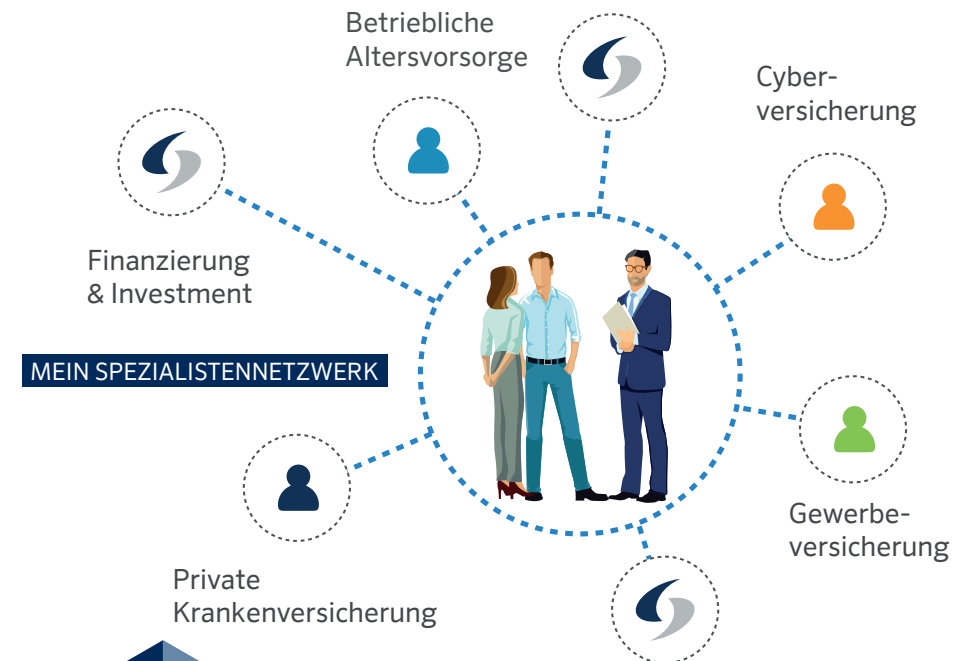 Betriebliche
Altersvorsorge
Cyber-
versicherung
Finanzierung
& Investment
MEIN SPEZIALISTENNETZWERK
Gewerbe-
versicherung
Private
Krankenversicherung